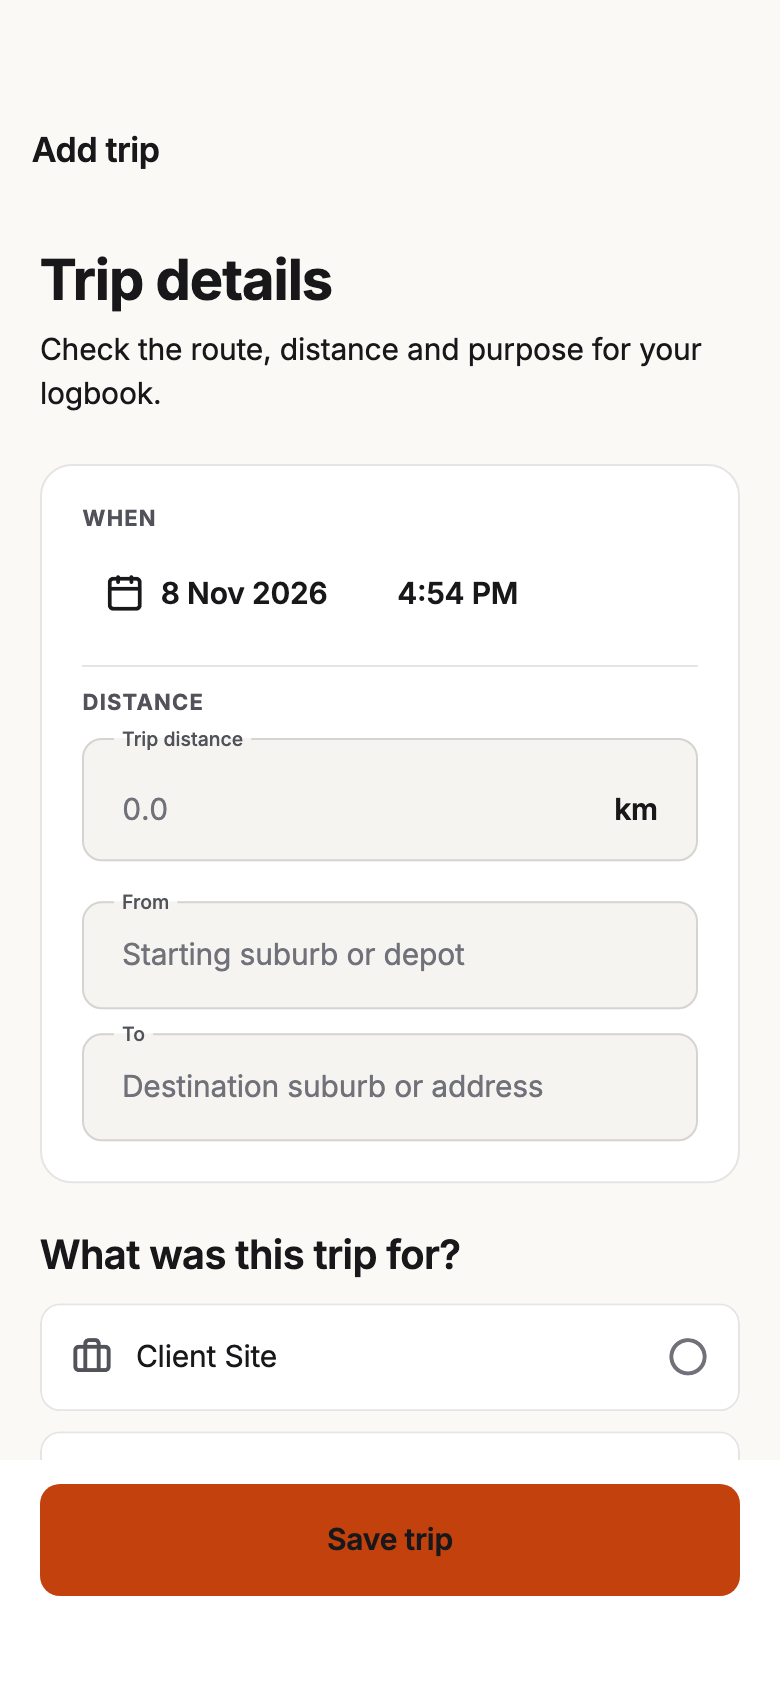 Add trip
Trip details
Check the route, distance and purpose for your
logbook.
WHEN
8 Nov 2026 4:54 PM
DISTANCE
Trip distance
0.0 km
From
Starting suburb or depot
To
Destination suburb or address
What was this trip for?
Client Site
Save trip